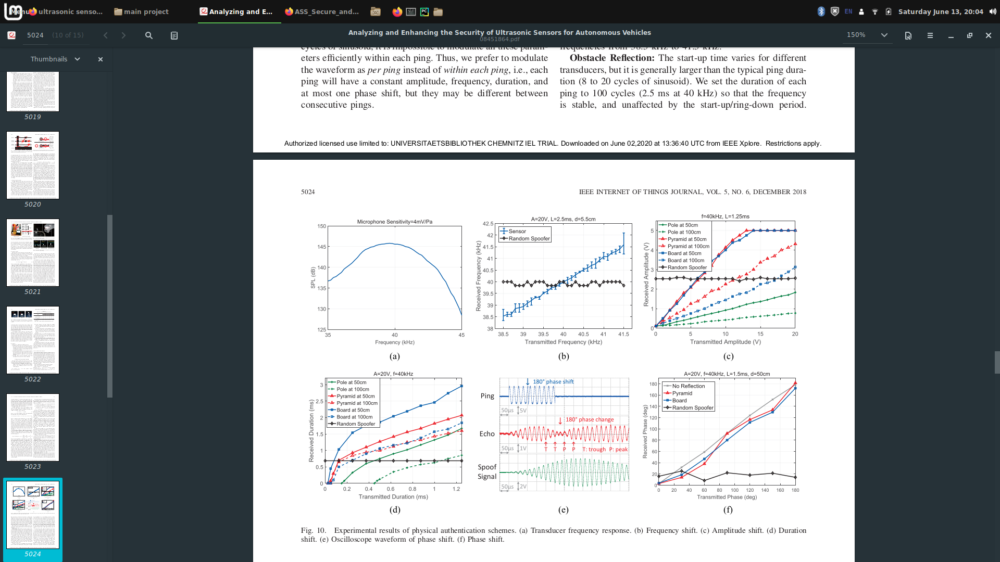 Menu
ultrasonic senso...
main project
Analyzing and E...
ASS_Secure_and...
EN
Saturday June 13, 20:04
5024 (10 of 15)
Analyzing and Enhancing the Security of Ultrasonic Sensors for Autonomous Vehicles
08451864.pdf
150%
Thumbnails
5019
5020
5021
5022
5023
5024
cycles of sinusoid, it is impossible to modulate all these param-
eters efficiently within each ping. Thus, we prefer to modulate
the waveform as per ping instead of within each ping, i.e., each
ping will have a constant amplitude, frequency, duration, and
at most one phase shift, but they may be different between
consecutive pings.
frequencies from 38.5 kHz to 41.5 kHz.
Obstacle Reflection: The start-up time varies for different
transducers, but it is generally larger than the typical ping dura-
tion (8 to 20 cycles of sinusoid). We set the duration of each
ping to 100 cycles (2.5 ms at 40 kHz) so that the frequency
is stable, and unaffected by the start-up/ring-down period.
Authorized licensed use limited to: UNIVERSITAETSBIBLIOTHEK CHEMNITZ IEL TRIAL. Downloaded on June 02,2020 at 13:36:40 UTC from IEEE Xplore. Restrictions apply.
5024
IEEE INTERNET OF THINGS JOURNAL, VOL. 5, NO. 6, DECEMBER 2018
Microphone Sensitivity=4mV/Pa
SPL (dB)
150
145
140
135
130
125
35 40 45
Frequency (kHz)
(a)
A=20V, L=2.5ms, d=5.5cm
Sensor
Random Spoofer
Received Frequency (kHz)
42.5
42
41.5
41
40.5
40
39.5
39
38.5
38
38.5 39 39.5 40 40.5 41 41.5
Transmitted Frequency (kHz)
(b)
f=40kHz, L=1.25ms
Pole at 50cm
Pole at 100cm
Pyramid at 50cm
Pyramid at 100cm
Board at 50cm
Board at 100cm
Random Spoofer
Received Amplitude (V)
5
4
3
2
1
0
0 5 10 15 20
Transmitted Amplitude (V)
(c)
A=20V, f=40kHz
Pole at 50cm
Pole at 100cm
Pyramid at 50cm
Pyramid at 100cm
Board at 50cm
Board at 100cm
Random Spoofer
Received Duration (ms)
3
2.5
2
1.5
1
0.5
0
0 0.2 0.4 0.6 0.8 1 1.2
Transmitted Duration (ms)
(d)
180° phase shift
Ping
50μs 5V
180° phase change
Echo
50μs 1V
T T P P T: trough P: peak
Spoof
Signal
50μs 2V
(e)
A=20V, f=40kHz, L=1.5ms, d=50cm
No Reflection
Pyramid
Board
Random Spoofer
Received Phase (deg)
180
160
140
120
100
80
60
40
20
0
0 20 40 60 80 100 120 140 160 180
Transmitted Phase (deg)
(f)
Fig. 10. Experimental results of physical authentication schemes. (a) Transducer frequency response. (b) Frequency shift. (c) Amplitude shift. (d) Duration
shift. (e) Oscilloscope waveform of phase shift. (f) Phase shift.